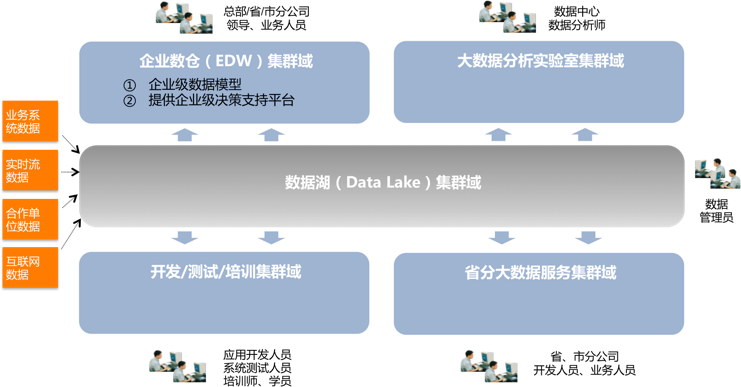 总部/省/市分公司
领导、业务人员
数据中心
数据分析师
企业数仓（EDW）集群域
① 企业级数据模型
② 提供企业级决策支持平台
大数据分析实验室集群域
业务系
统数据
实时流
数据
合作单
位数据
互联网
数据
数据湖（Data Lake）集群域
数据
管理员
开发/测试/培训集群域
省分大数据服务集群域
应用开发人员
系统测试人员
培训师、学员
省、市分公司
开发人员、业务人员